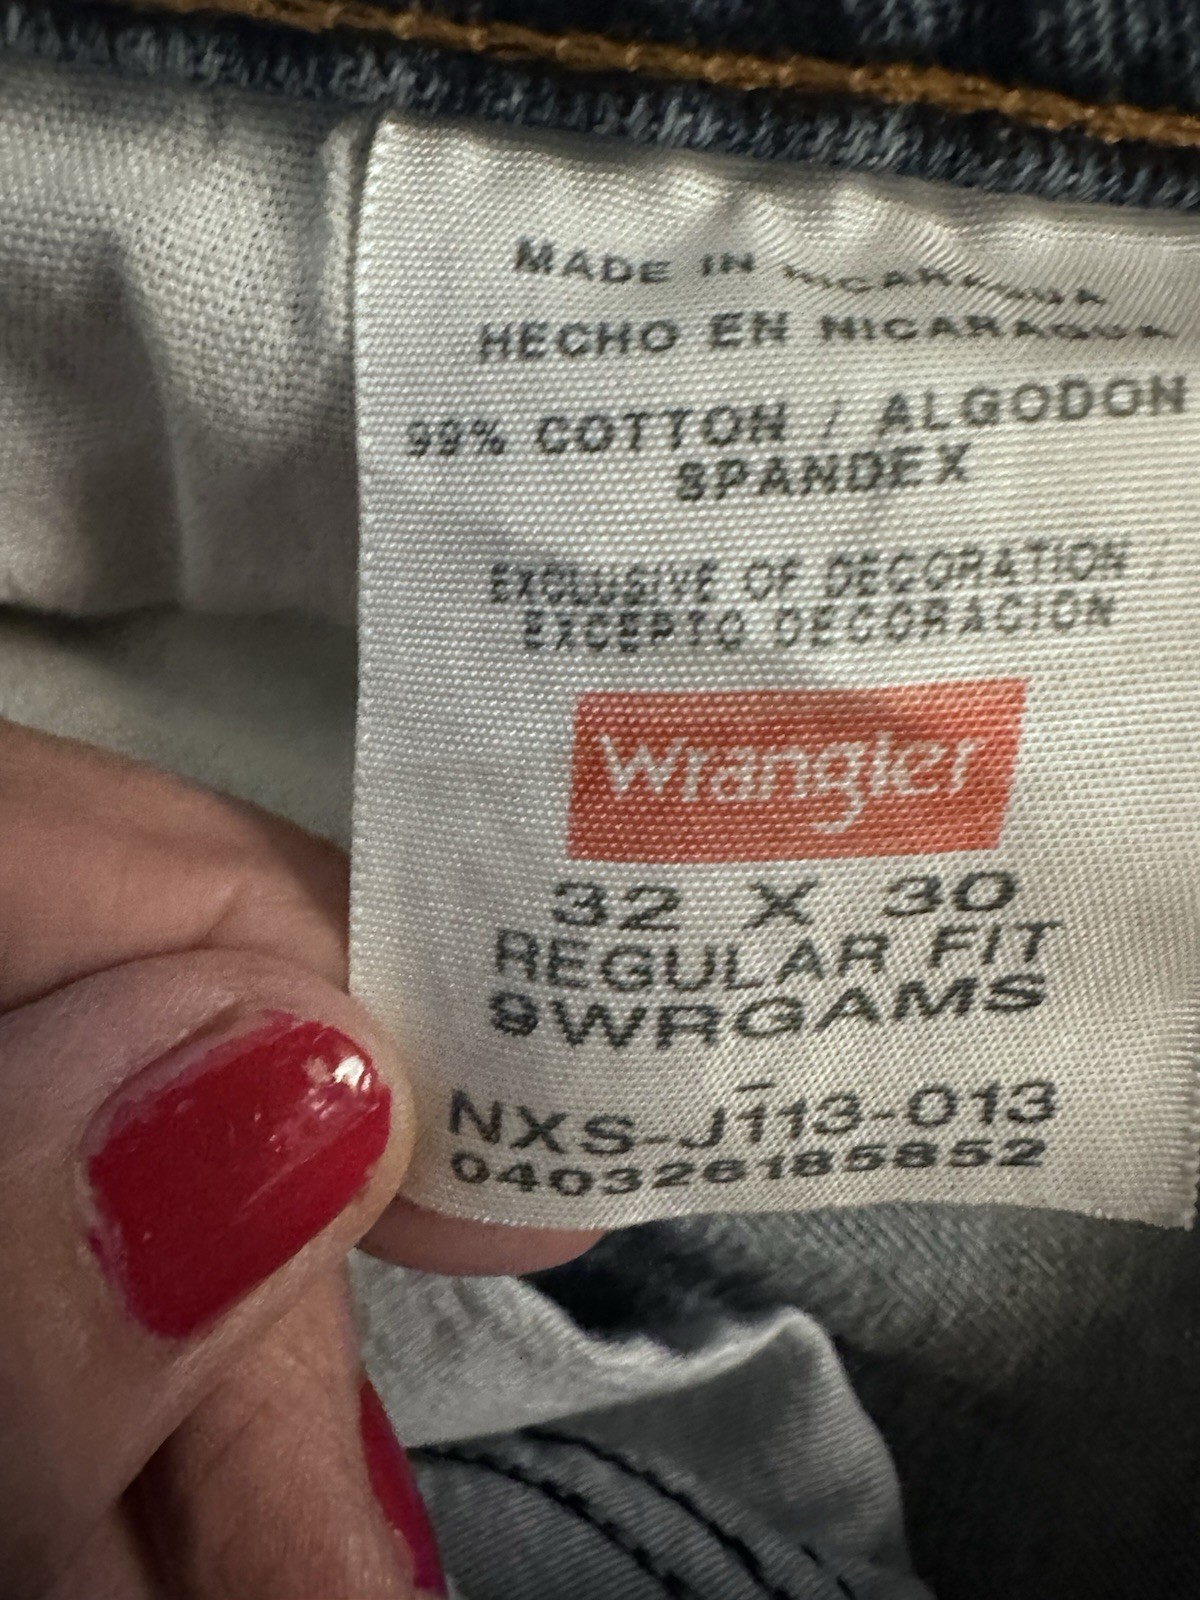 MADE IN NICARAGUA
HECHO EN NICARAGUA
99% COTTON / ALGODON
SPANDEX
EXCLUSIVE OF DECORATION
EXCEPTO DECORACION
Wrangler
32 X 30
REGULAR FIT
9WRGAMS
NXS-J113-013
040326185852